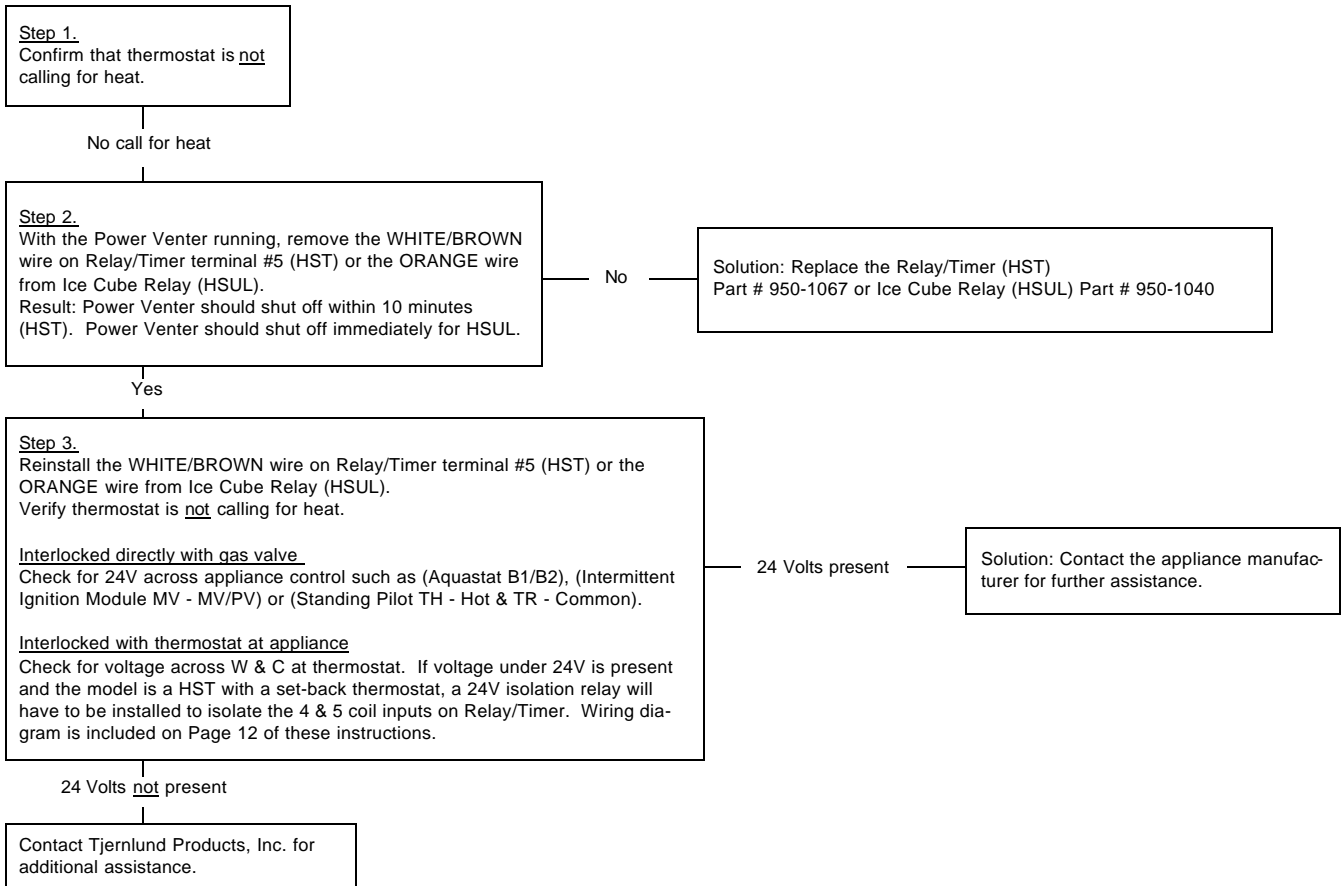 Step 1.
Confirm that thermostat is not
calling for heat.
No call for heat
Step 2.
With the Power Venter running, remove the WHITE/BROWN
wire on Relay/Timer terminal #5 (HST) or the ORANGE wire
from Ice Cube Relay (HSUL).
Result: Power Venter should shut off within 10 minutes
(HST).  Power Venter should shut off immediately for HSUL.
No
Solution: Replace the Relay/Timer (HST)
Part # 950-1067 or Ice Cube Relay (HSUL) Part # 950-1040
Yes
Step 3.
Reinstall the WHITE/BROWN wire on Relay/Timer terminal #5 (HST) or the
ORANGE wire from Ice Cube Relay (HSUL).
Verify thermostat is not calling for heat.
Interlocked directly with gas valve
Check for 24V across appliance control such as (Aquastat B1/B2), (Intermittent
Ignition Module MV - MV/PV) or (Standing Pilot TH - Hot & TR - Common).
Interlocked with thermostat at appliance
Check for voltage across W & C at thermostat.  If voltage under 24V is present
and the model is a HST with a set-back thermostat, a 24V isolation relay will
have to be installed to isolate the 4 & 5 coil inputs on Relay/Timer.  Wiring dia-
gram is included on Page 12 of these instructions.
24 Volts present
Solution: Contact the appliance manufac-
turer for further assistance.
24 Volts not present
Contact Tjernlund Products, Inc. for
additional assistance.